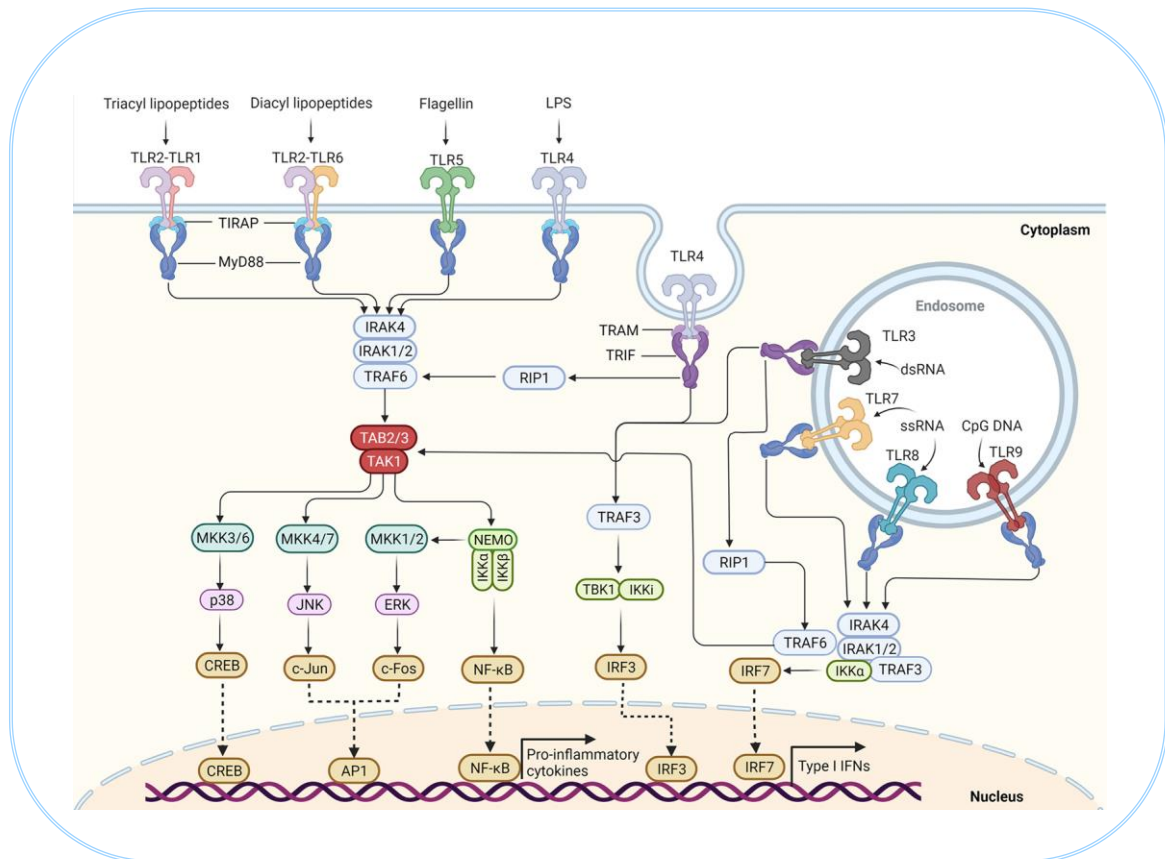 Triacyl lipopeptides
Diacyl lipopeptides
Flagellin
LPS
TLR2-TLR1
TLR2-TLR6
TLR5
TLR4
TIRAP
MyD88
Cytoplasm
TLR4
Endosome
TRAM
TRIF
TLR3
dsRNA
TLR7
ssRNA
CpG DNA
TLR8
TLR9
IRAK4
IRAK1/2
TRAF6
RIP1
TAB2/3
TAK1
MKK3/6
MKK4/7
MKK1/2
NEMO
IKKα
IKKβ
TRAF3
RIP1
p38
JNK
ERK
TBK1
IKKi
IRAK4
TRAF6
IRAK1/2
CREB
c-Jun
c-Fos
NF-κB
IRF3
IRF7
IKKα
TRAF3
CREB
AP1
NF-κB
Pro-inflammatory
cytokines
IRF3
IRF7
Type I IFNs
Nucleus